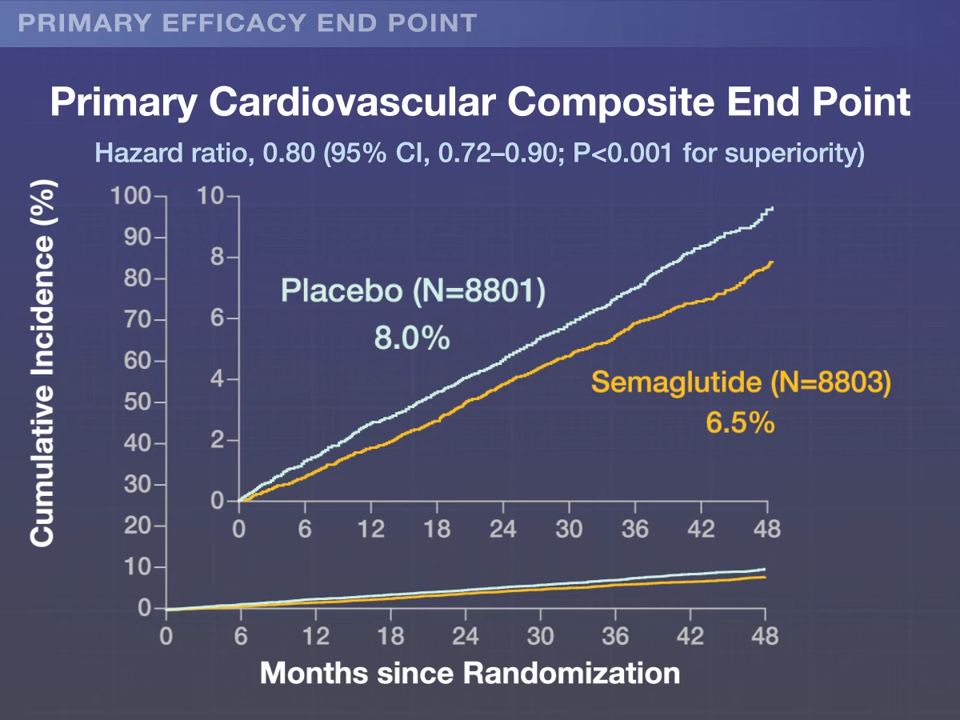 PRIMARY EFFICACY END POINT
Primary Cardiovascular Composite End Point
Hazard ratio, 0.80 (95% CI, 0.72–0.90; P<0.001 for superiority)
Cumulative Incidence (%)
100
90
80
70
60
50
40
30
20
10
0
10
8
6
4
2
0
Placebo (N=8801)
8.0%
Semaglutide (N=8803)
6.5%
0 6 12 18 24 30 36 42 48
0 6 12 18 24 30 36 42 48
Months since Randomization